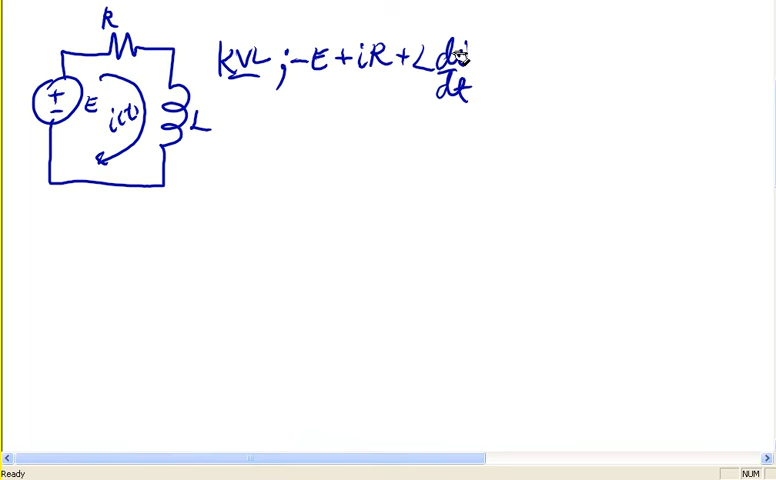 R
KVL ; -E + iR + L di/dt
+
-
E
i(t)
L
Ready
NUM